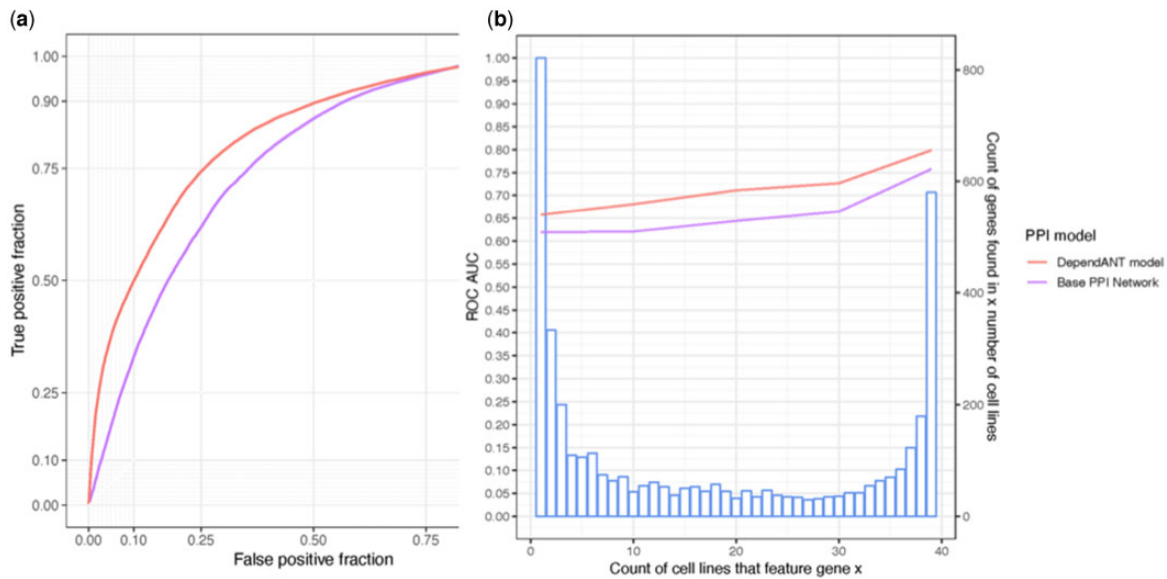 (a)
True positive fraction
1.00
0.90
0.75
0.50
0.25
0.10
0.00
0.00 0.10 0.25 0.50 0.75
False positive fraction
(b)
ROC AUC
1.00
0.95
0.90
0.85
0.80
0.75
0.70
0.65
0.60
0.55
0.50
0.45
0.40
0.35
0.30
0.25
0.20
0.15
0.10
0.05
0.00
0 10 20 30 40
Count of cell lines that feature gene x
800
600
400
200
0
Count of genes found in x number of cell lines
PPI model
DependANT model
Base PPI Network